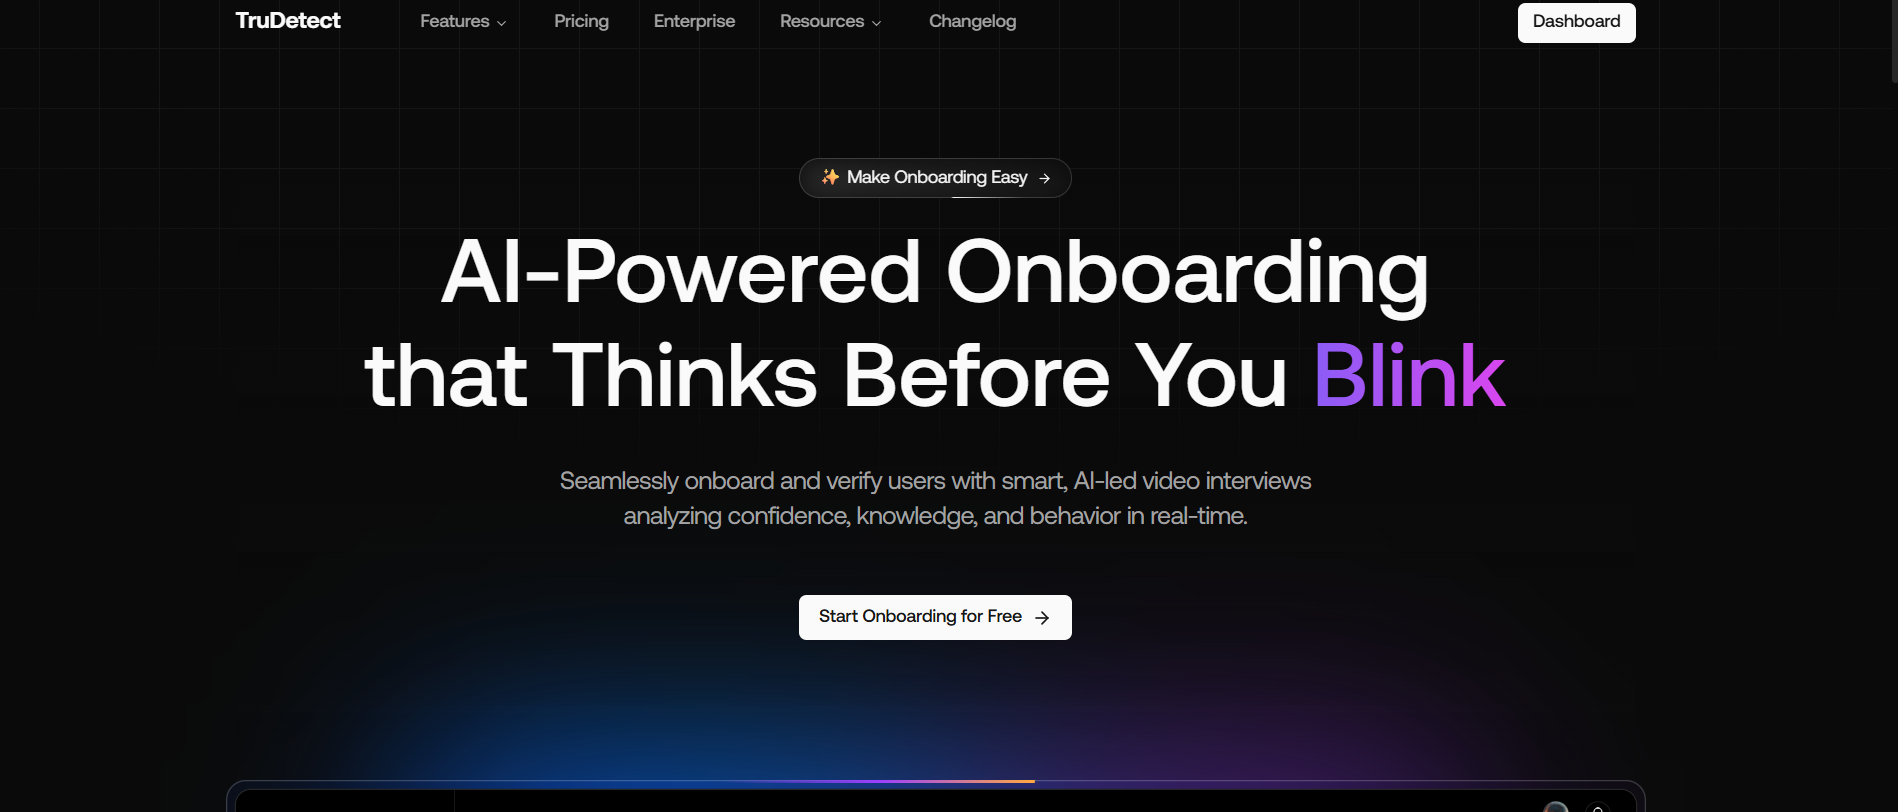 TruDetect
Features
Pricing
Enterprise
Resources
Changelog
Dashboard
✨ Make Onboarding Easy →
AI-Powered Onboarding
that Thinks Before You Blink
Seamlessly onboard and verify users with smart, AI-led video interviews
analyzing confidence, knowledge, and behavior in real-time.
Start Onboarding for Free →